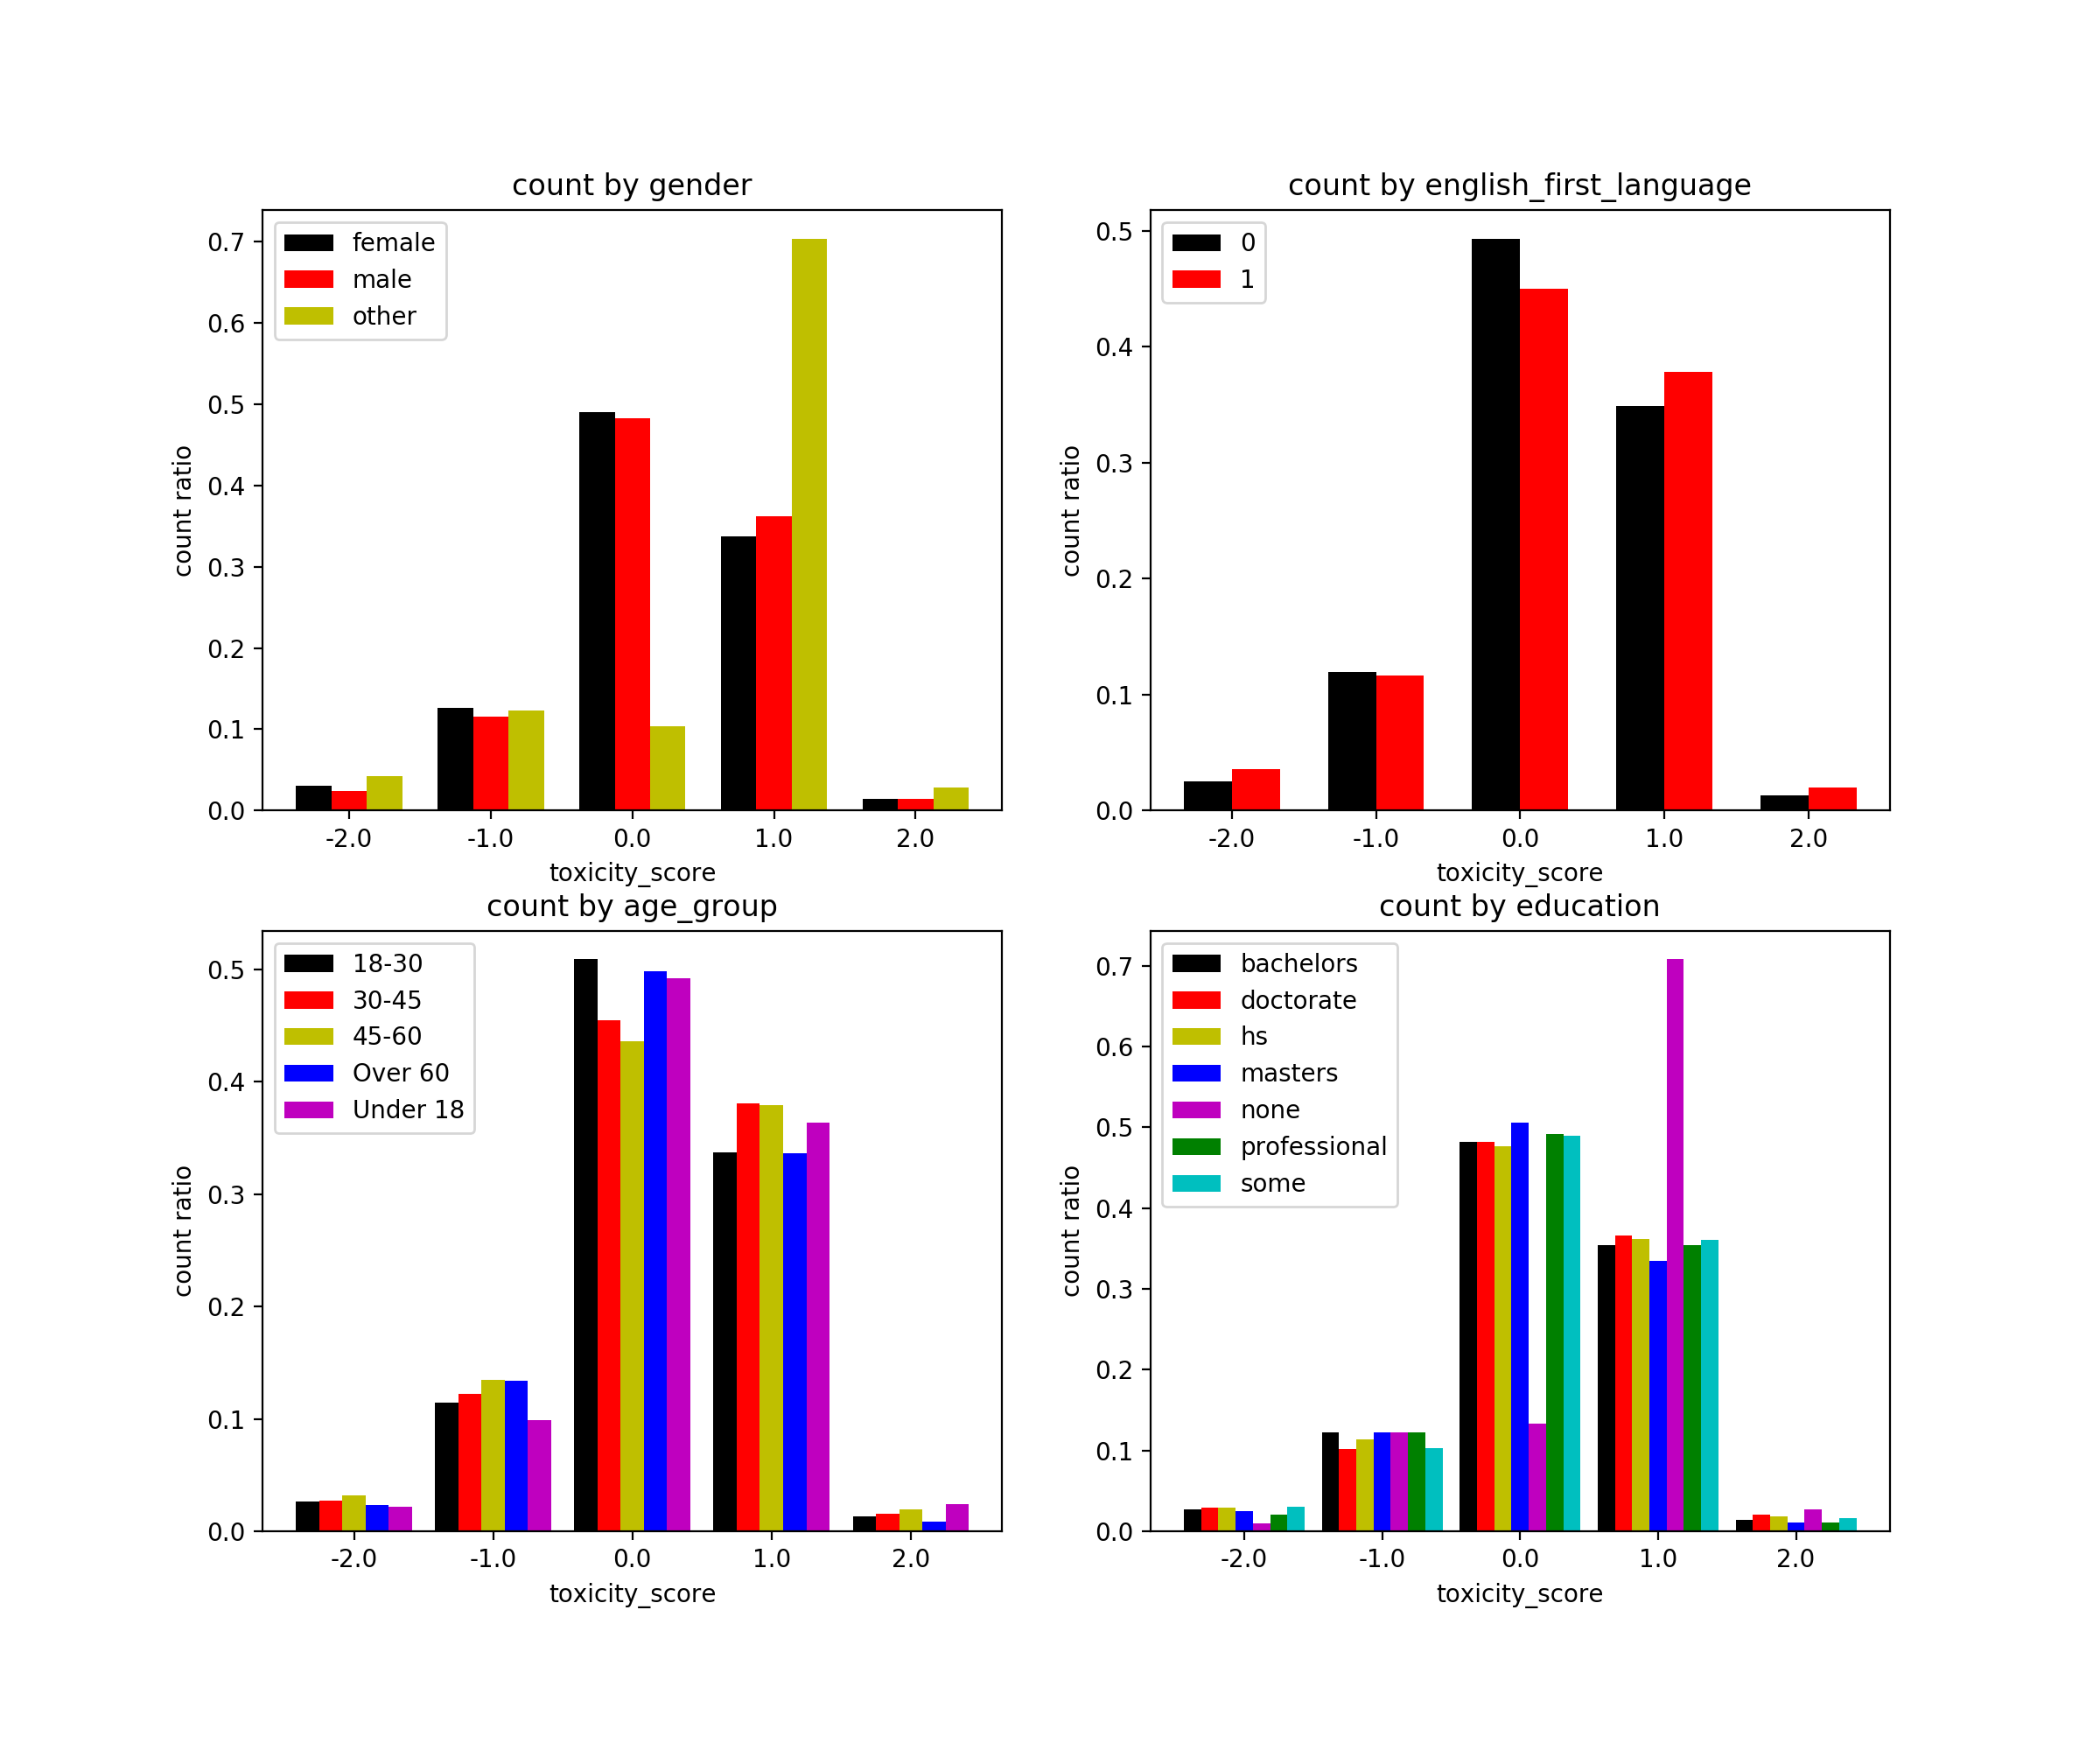 count by gender
count ratio
0.7
0.6
0.5
0.4
0.3
0.2
0.1
0.0
female
male
other
-2.0 -1.0 0.0 1.0 2.0
toxicity_score
count by english_first_language
count ratio
0.5
0.4
0.3
0.2
0.1
0.0
0
1
-2.0 -1.0 0.0 1.0 2.0
toxicity_score
count by age_group
count ratio
0.5
0.4
0.3
0.2
0.1
0.0
18-30
30-45
45-60
Over 60
Under 18
-2.0 -1.0 0.0 1.0 2.0
toxicity_score
count by education
count ratio
0.7
0.6
0.5
0.4
0.3
0.2
0.1
0.0
bachelors
doctorate
hs
masters
none
professional
some
-2.0 -1.0 0.0 1.0 2.0
toxicity_score